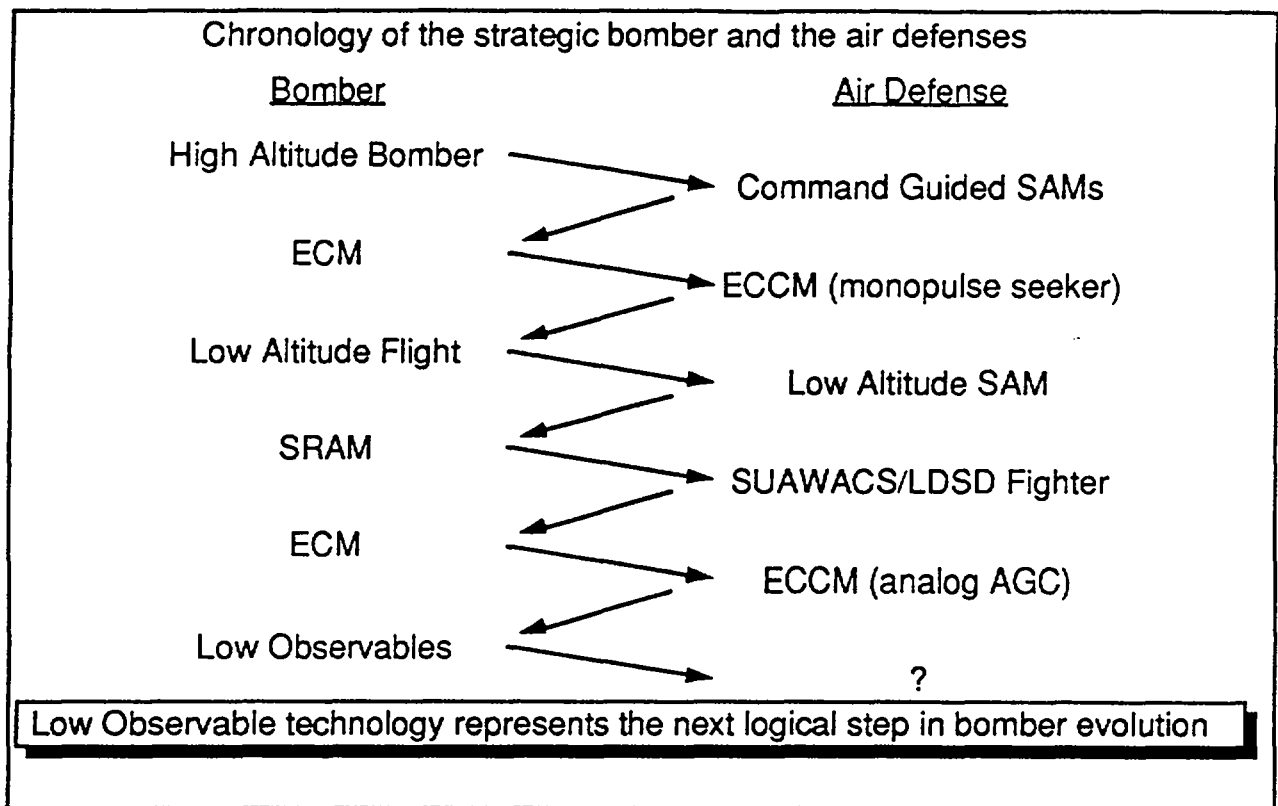 Chronology of the strategic bomber and the air defenses
Bomber
Air Defense
High Altitude Bomber
Command Guided SAMs
ECM
ECCM (monopulse seeker)
Low Altitude Flight
Low Altitude SAM
SRAM
SUAWACS/LDSD Fighter
ECM
ECCM (analog AGC)
Low Observables
?
Low Observable technology represents the next logical step in bomber evolution